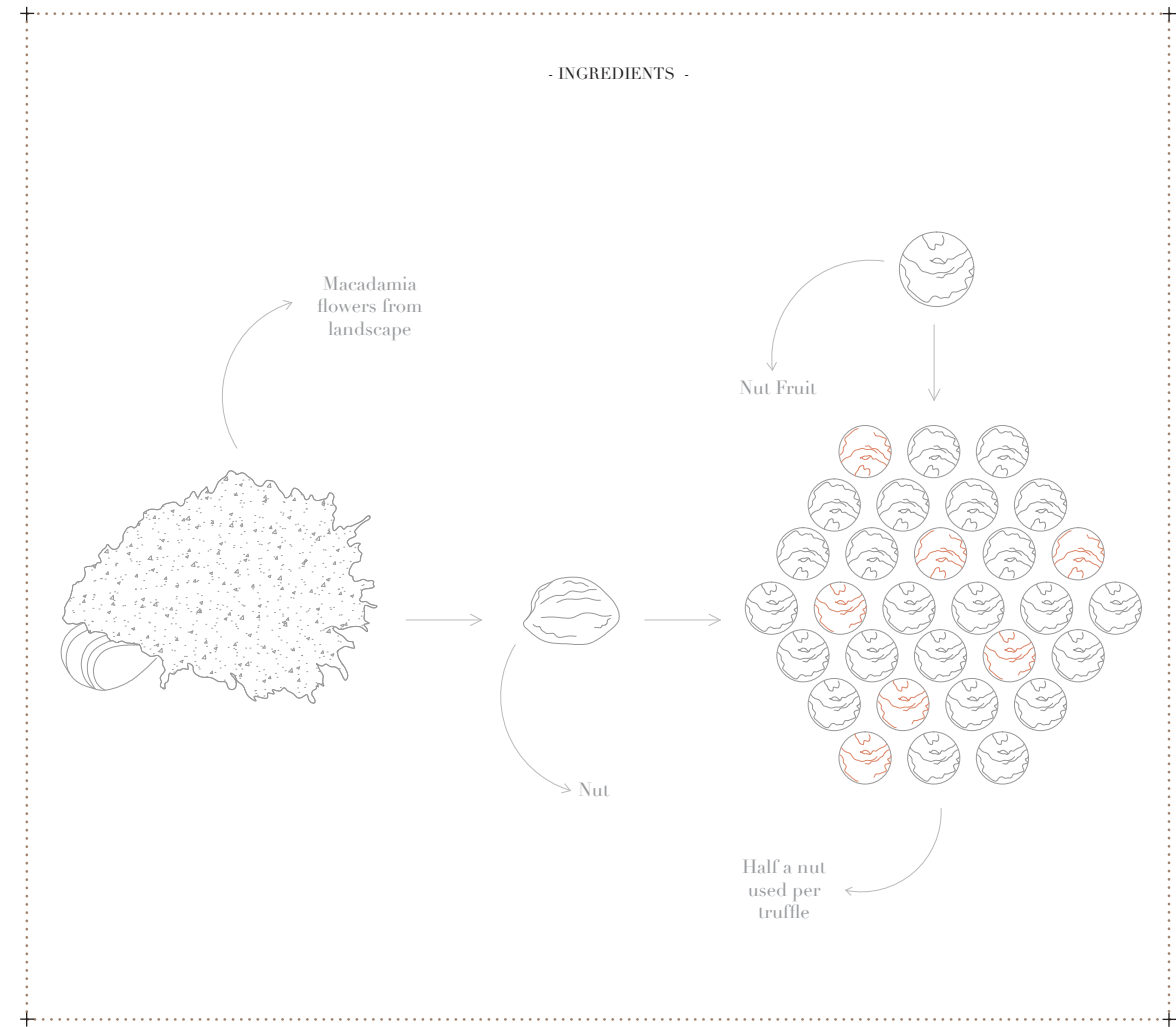 - INGREDIENTS -
Macadamia
flowers from
landscape
Nut Fruit
Nut
Half a nut
used per
truffle